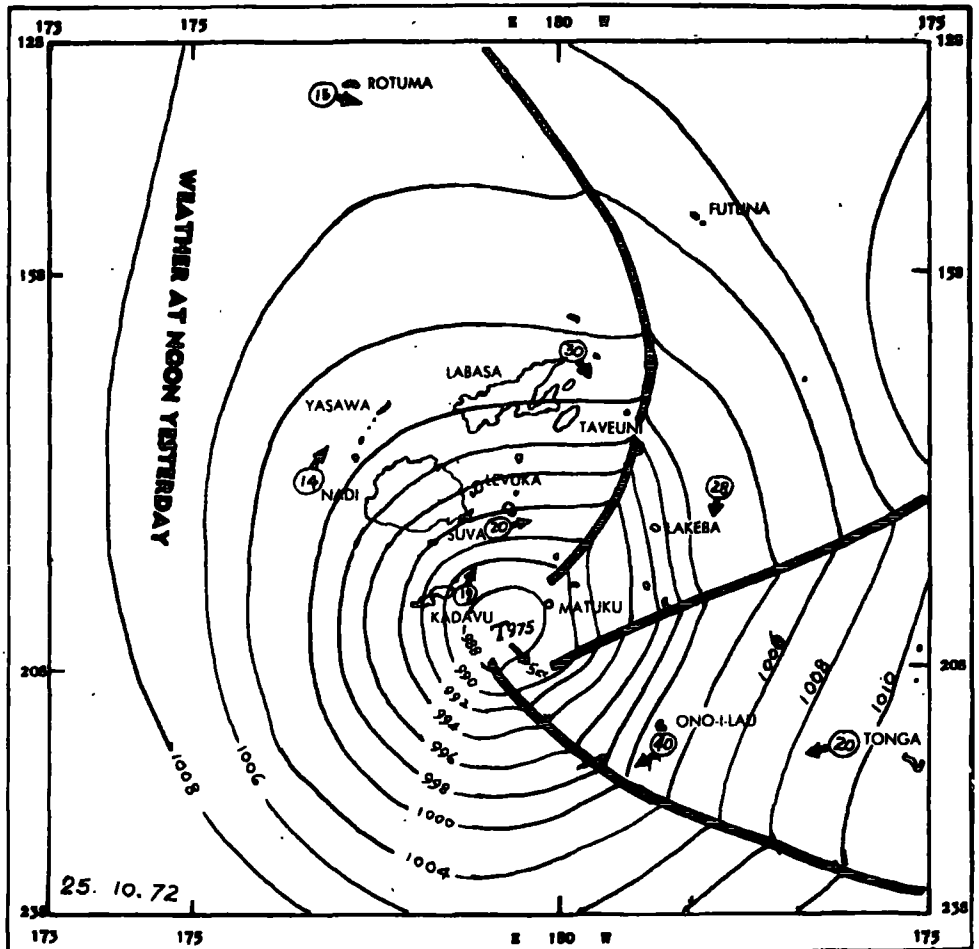 173 175 E 180 W 175
12S 12S
15 ROTUMA
FUTUNA
15S 15S
WEATHER AT NOON YESTERDAY
30
LABASA
YASAWA
TAVEUNI
14 NADI
LEVUKA
28
SUVA 20
LAKEBA
19
KADAVU
MATUKU
T975
988
20S 20S
990
992
994
996
998
1000
1004
1006
1008
1006
1008
1010
ONO-I-LAU
40
20 TONGA
25. 10. 72
23S 23S
173 175 E 180 W 175